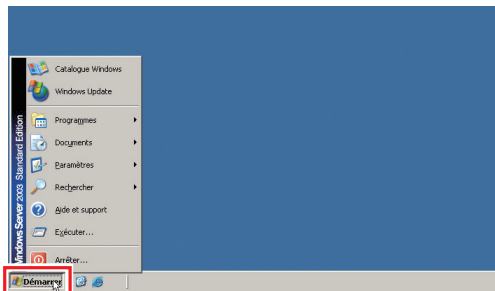 Catalogue Windows
Windows Update
Programmes
Documents
Paramètres
Rechercher
Aide et support
Exécuter...
Arrêter...
Windows Server 2003 Standard Edition
Démarrer